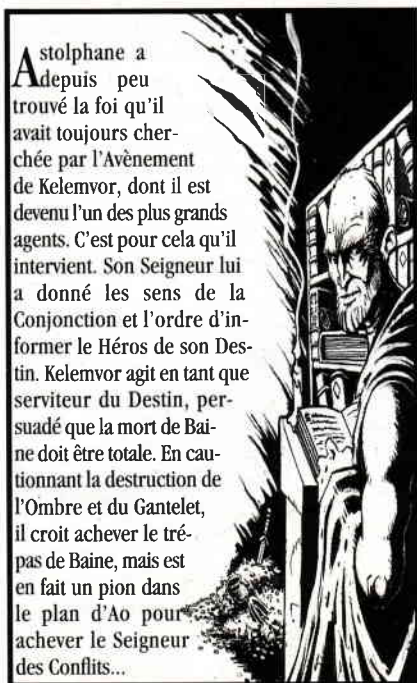 Astolphane a
depuis peu
trouvé la foi qu'il
avait toujours cher-
chée par l'Avènement
de Kelemvor, dont il est
devenu l'un des plus grands
agents. C'est pour cela qu'il
intervient. Son Seigneur lui
a donné les sens de la
Conjonction et l'ordre d'in-
former le Héros de son Des-
tin. Kelemvor agit en tant que
serviteur du Destin, per-
suadé que la mort de Bai-
ne doit être totale. En cau-
tionnant la destruction de
l'Ombre et du Gantelet,
il croit achever le tré-
pas de Baine, mais est
en fait un pion dans
le plan d'Ao pour
achever le Seigneur
des Conflits...